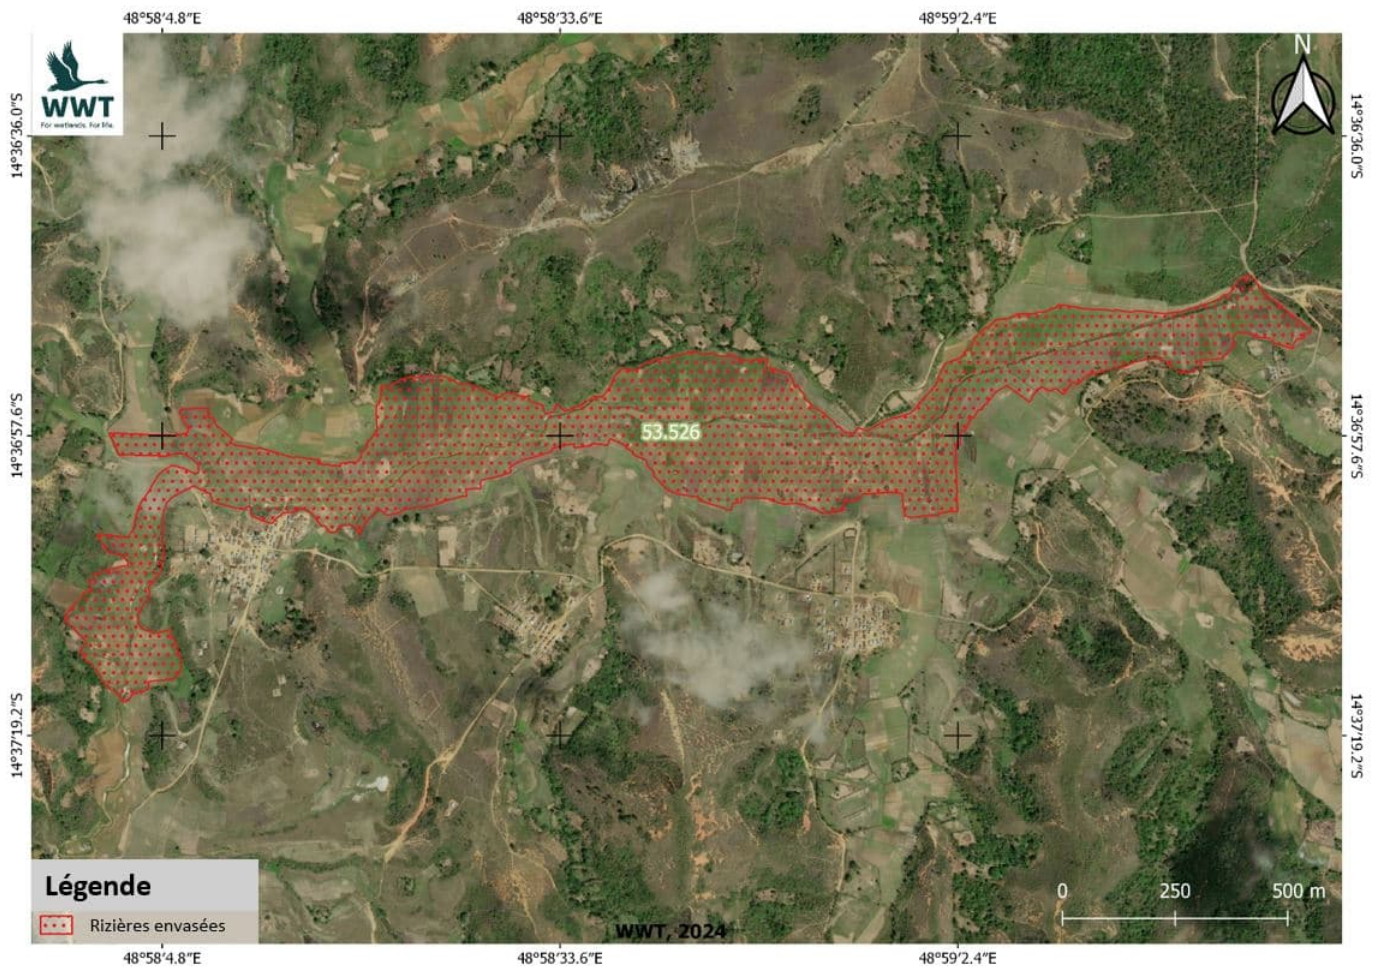 48°58′4.8″E
48°58′33.6″E
48°59′2.4″E
WWT
For wetlands. For life.
N
14°36′36.0″S
14°36′36.0″S
14°36′57.6″S
53.526
14°36′57.6″S
14°37′19.2″S
14°37′19.2″S
Légende
Rizières envasées
0 250 500 m
WWT, 2024
48°58′4.8″E
48°58′33.6″E
48°59′2.4″E